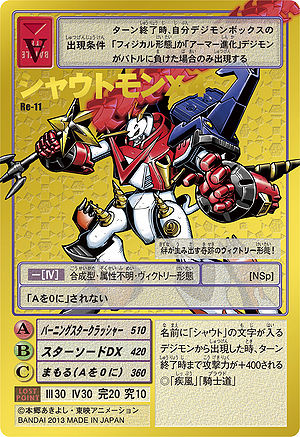 V
BATTLE
出現条件
ターン終了時、自分デジモンボックスの
「フィジカル形態」か「アーマー進化」デジモン
がバトルに負けた場合のみ出現する
シャウトモン
Re-11
絆が生み出す奇跡のヴィクトリー形態!
―[Ⅳ]
合成型・属性不明・ヴィクトリー形態
[NSp]
「Aを0に」されない
A バーニングスタークラッシャー 510
B スターソードDX 420
C まもる(Aを0に) 360
名前に「シャウト」の文字が入る
デジモンから出現した時、ターン
終了時まで攻撃力が+400される
◎「疾風」「騎士道」
LOST POINT
Ⅲ30 Ⅳ30 完20 究10
©本郷あきよし・東映アニメーション
BANDAI 2013 MADE IN JAPAN